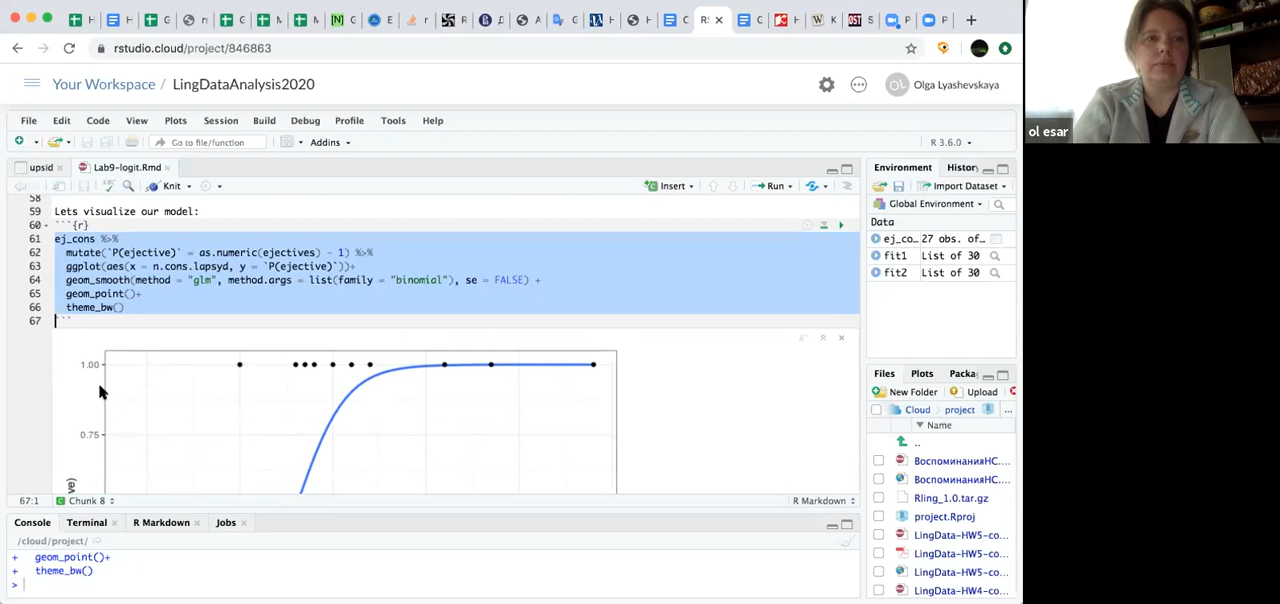 rstudio.cloud/project/846863
Your Workspace / LingDataAnalysis2020
Olga Lyashevskaya
ol esar
File Edit Code View Plots Session Build Debug Profile Tools Help
Go to file/function
Addins
R 3.6.0
upsid
Lab9-logit.Rmd
Knit
Insert
Run
58
59 Lets visualize our model:
60 ```{r}
61 ej_cons %>%
62 mutate(`P(ejective)` = as.numeric(ejectives) - 1) %>%
63 ggplot(aes(x = n.cons.lapsyd, y = `P(ejective)`))+
64 geom_smooth(method = "glm", method.args = list(family = "binomial"), se = FALSE) +
65 geom_point()+
66 theme_bw()
67 ```
1.00
0.75
67:1
Chunk 8
R Markdown
Console Terminal R Markdown Jobs
/cloud/project/
+ geom_point()+
+ theme_bw()
>
Environment Histor
Import Dataset
Global Environment
Data
ej_co… 27 obs. of…
fit1 List of 30
fit2 List of 30
Files Plots Packa
New Folder Upload
Cloud project ...
Name
..
ВоспоминанияНС....
ВоспоминанияНС....
Rling_1.0.tar.gz
project.Rproj
LingData-HW5-co...
LingData-HW5-co...
LingData-HW5-co...
LingData-HW4-co...